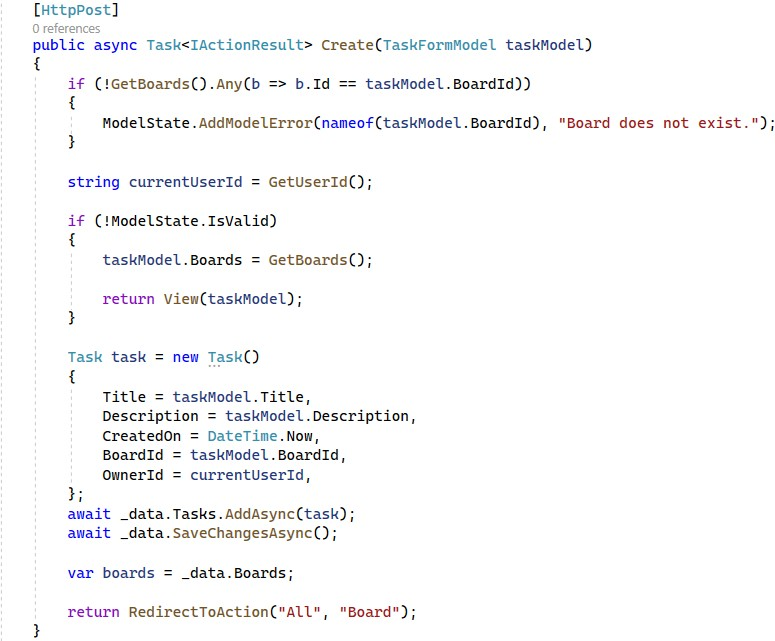 [HttpPost]
0 references
public async Task<IActionResult> Create(TaskFormModel taskModel)
{
    if (!GetBoards().Any(b => b.Id == taskModel.BoardId))
    {
        ModelState.AddModelError(nameof(taskModel.BoardId), "Board does not exist.");
    }

    string currentUserId = GetUserId();

    if (!ModelState.IsValid)
    {
        taskModel.Boards = GetBoards();

        return View(taskModel);
    }

    Task task = new Task()
    {
        Title = taskModel.Title,
        Description = taskModel.Description,
        CreatedOn = DateTime.Now,
        BoardId = taskModel.BoardId,
        OwnerId = currentUserId,
    };
    await _data.Tasks.AddAsync(task);
    await _data.SaveChangesAsync();

    var boards = _data.Boards;

    return RedirectToAction("All", "Board");
}